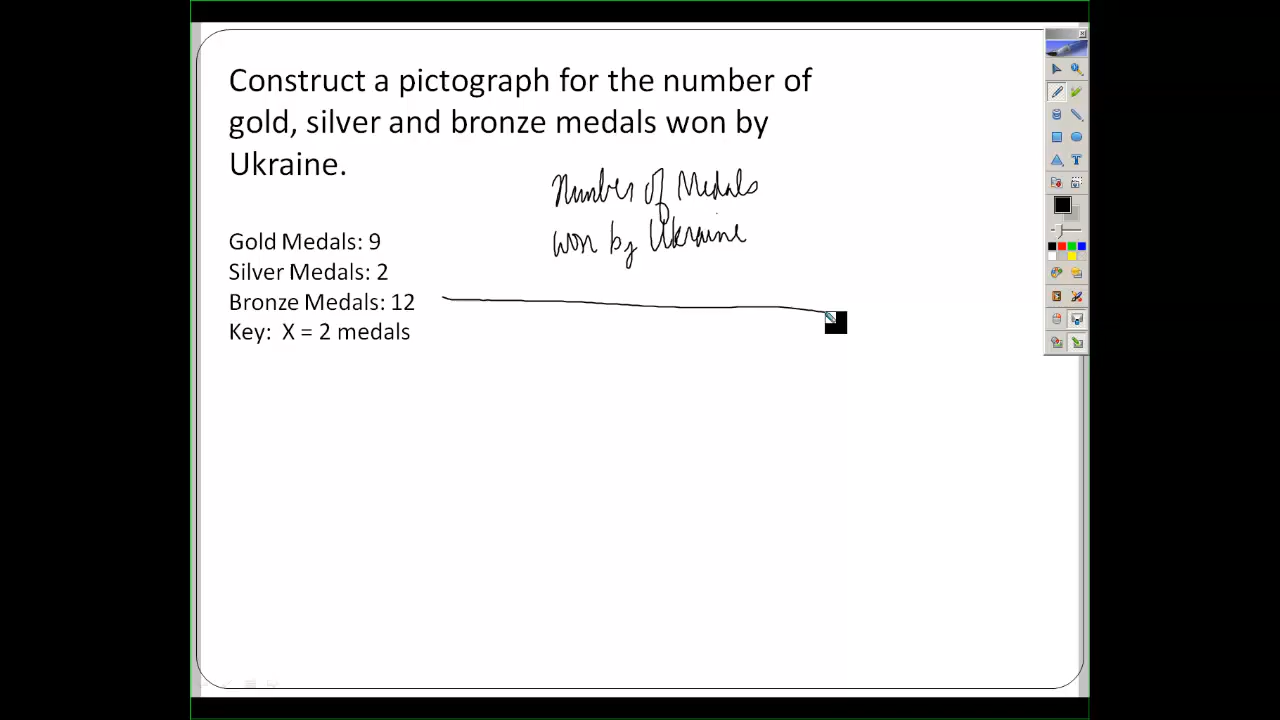 Construct a pictograph for the number of
gold, silver and bronze medals won by
Ukraine.
Number of Medals
won by Ukraine
Gold Medals: 9
Silver Medals: 2
Bronze Medals: 12
Key: X = 2 medals